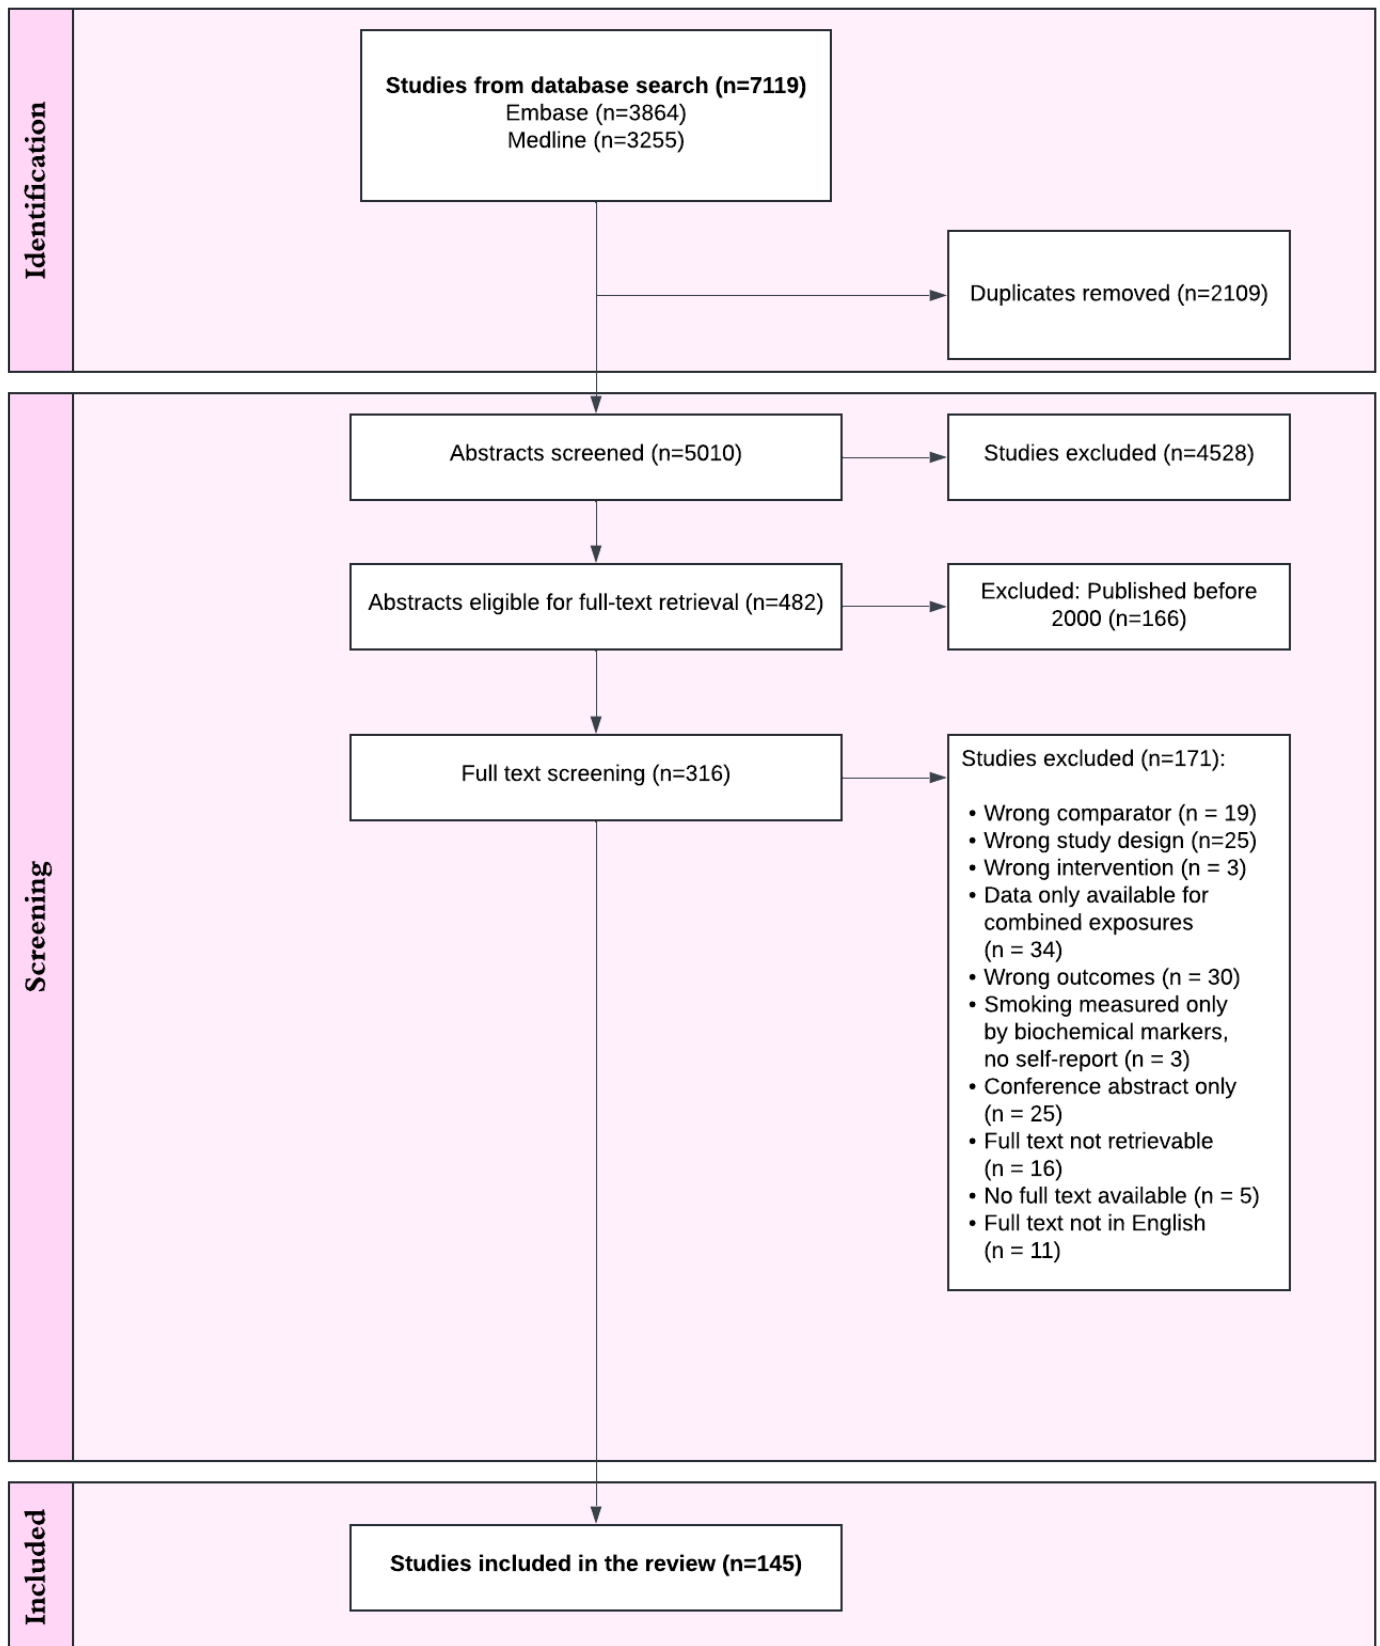 Identification
Studies from database search (n=7119)
Embase (n=3864)
Medline (n=3255)
Duplicates removed (n=2109)
Screening
Abstracts screened (n=5010)
Studies excluded (n=4528)
Abstracts eligible for full-text retrieval (n=482)
Excluded: Published before
2000 (n=166)
Full text screening (n=316)
Studies excluded (n=171):
• Wrong comparator (n = 19)
• Wrong study design (n=25)
• Wrong intervention (n = 3)
• Data only available for
combined exposures
(n = 34)
• Wrong outcomes (n = 30)
• Smoking measured only
by biochemical markers,
no self-report (n = 3)
• Conference abstract only
(n = 25)
• Full text not retrievable
(n = 16)
• No full text available (n = 5)
• Full text not in English
(n = 11)
Included
Studies included in the review (n=145)